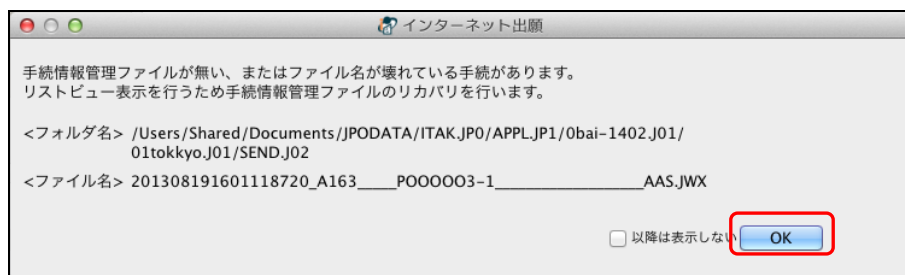 インターネット出願
手続情報管理ファイルが無い、またはファイル名が壊れている手続があります。
リストビュー表示を行うため手続情報管理ファイルのリカバリを行います。
<フォルダ名> /Users/Shared/Documents/JPODATA/ITAK.JP0/APPL.JP1/0bai-1402.J01/
01tokkyo.J01/SEND.J02
<ファイル名> 201308191601118720_A163_____POOOOO3-1____________________AAS.JWX
以降は表示しない OK